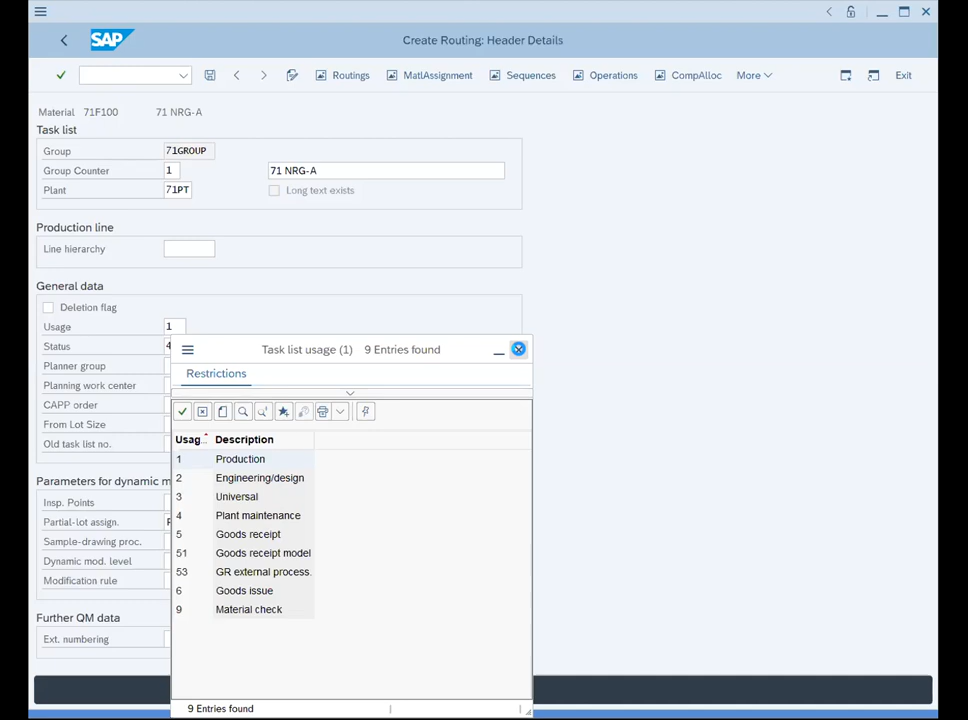 SAP
Create Routing: Header Details
Routings
MatlAssignment
Sequences
Operations
CompAlloc
More
Exit
Material 71F100 71 NRG-A
Task list
Group 71GROUP
Group Counter 1 71 NRG-A
Plant 71PT Long text exists
Production line
Line hierarchy
General data
Deletion flag
Usage 1
Status 4
Planner group
Planning work center
CAPP order
From Lot Size
Old task list no.
Parameters for dynamic m
Insp. Points
Partial-lot assign.
Sample-drawing proc.
Dynamic mod. level
Modification rule
Further QM data
Ext. numbering
Task list usage (1) 9 Entries found
Restrictions
Usag.. Description
1 Production
2 Engineering/design
3 Universal
4 Plant maintenance
5 Goods receipt
51 Goods receipt model
53 GR external process.
6 Goods issue
9 Material check
9 Entries found